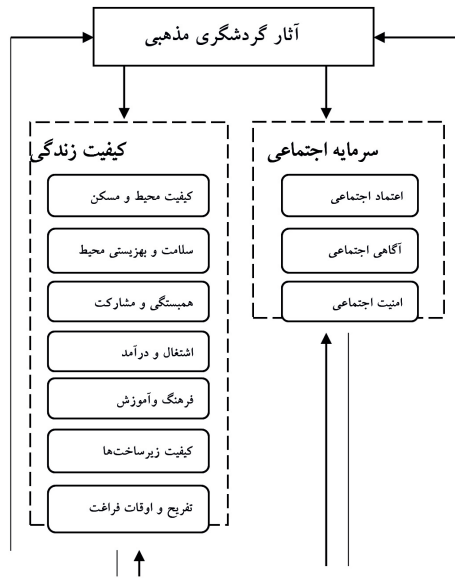 آثار گردشگری مذهبی
سرمایه اجتماعی
اعتماد اجتماعی
آگاهی اجتماعی
امنیت اجتماعی
کیفیت زندگی
کیفیت محیط و مسکن
سلامت و بهزیستی محیط
همبستگی و مشارکت
اشتغال و درآمد
فرهنگ وآموزش
کیفیت زیرساخت‌ها
تفریح و اوقات فراغت